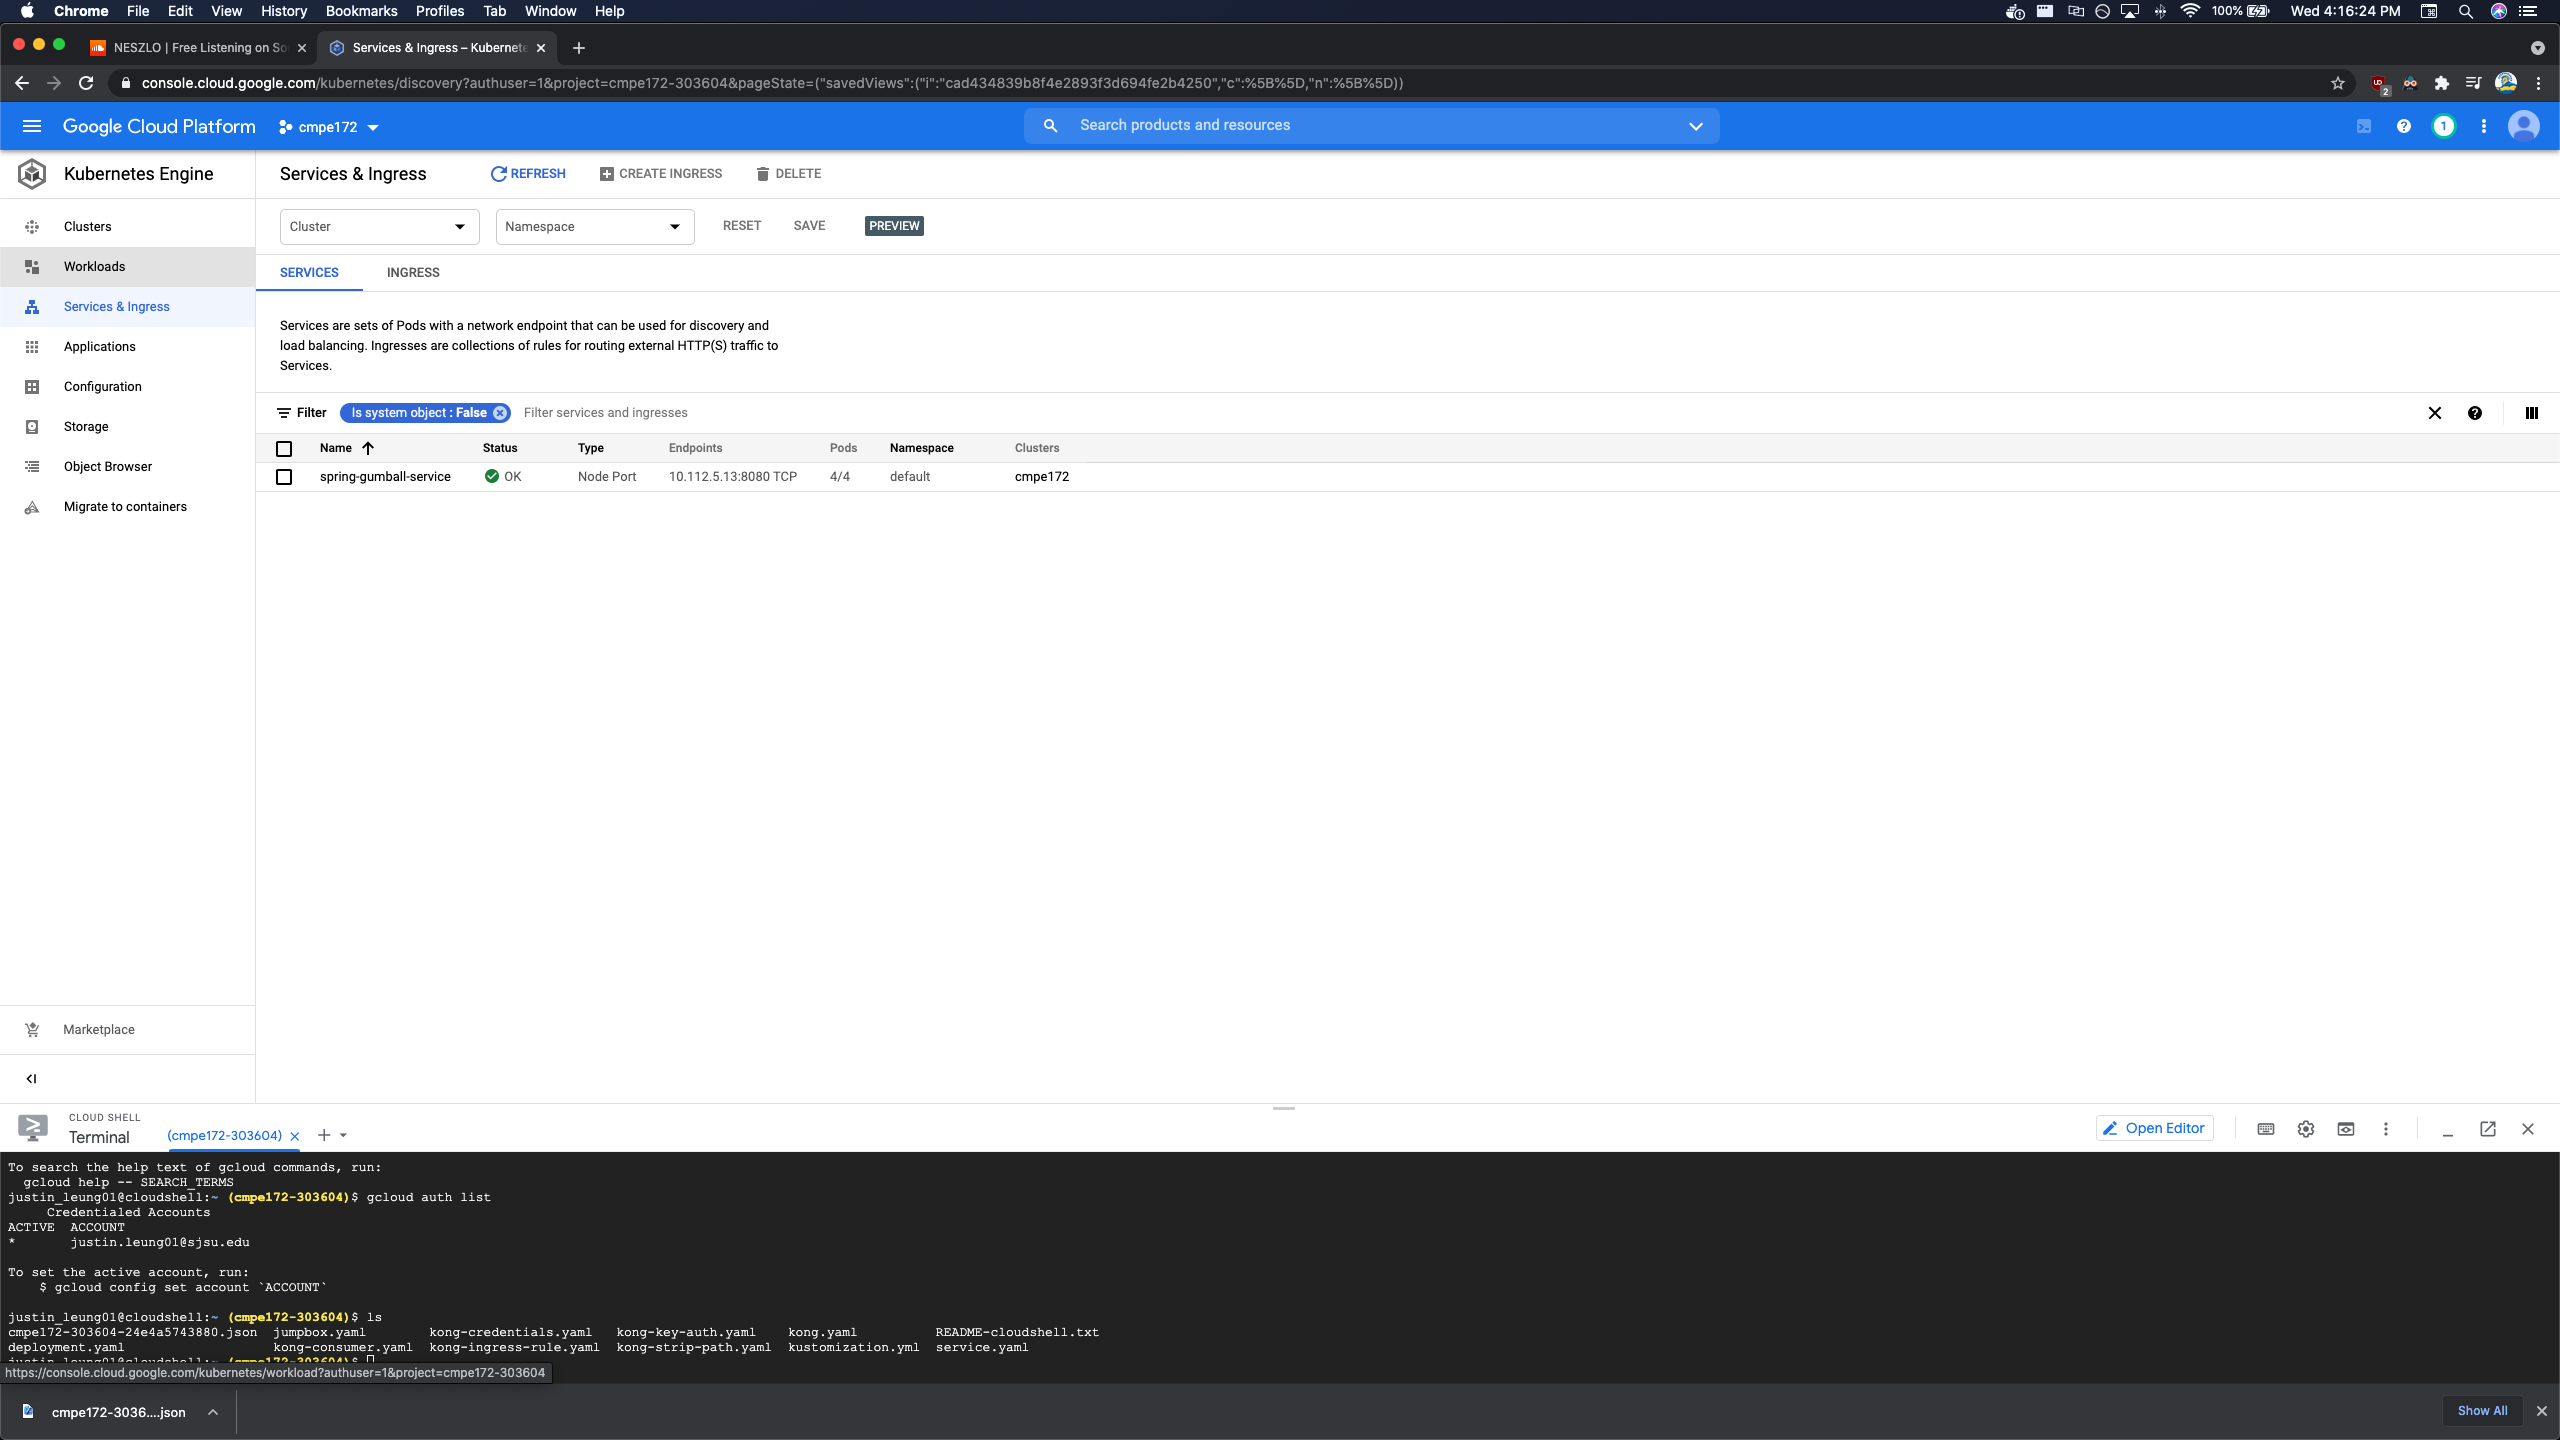 Chrome File Edit View History Bookmarks Profiles Tab Window Help 100% Wed 4:16:24 PM
NESZLO | Free Listening on So Services & Ingress – Kubernete
console.cloud.google.com/kubernetes/discovery?authuser=1&project=cmpe172-303604&pageState=("savedViews":("i":"cad434839b8f4e2893f3d694fe2b4250","c":%5B%5D,"n":%5B%5D)) 2
Google Cloud Platform cmpe172 Search products and resources 1
Kubernetes Engine Services & Ingress REFRESH CREATE INGRESS DELETE
Clusters Cluster Namespace RESET SAVE PREVIEW
Workloads SERVICES INGRESS
Services & Ingress
Services are sets of Pods with a network endpoint that can be used for discovery and
load balancing. Ingresses are collections of rules for routing external HTTP(S) traffic to
Services.
Applications
Configuration
Storage
Object Browser
Migrate to containers
Filter Is system object : False Filter services and ingresses
Name Status Type Endpoints Pods Namespace Clusters
spring-gumball-service OK Node Port 10.112.5.13:8080 TCP 4/4 default cmpe172
Marketplace
CLOUD SHELL
Terminal (cmpe172-303604) Open Editor
To search the help text of gcloud commands, run:
gcloud help -- SEARCH_TERMS
justin_leung01@cloudshell:~ (cmpe172-303604)$ gcloud auth list
Credentialed Accounts
ACTIVE ACCOUNT
* justin.leung01@sjsu.edu
To set the active account, run:
$ gcloud config set account `ACCOUNT`
justin_leung01@cloudshell:~ (cmpe172-303604)$ ls
cmpe172-303604-24e4a5743880.json jumpbox.yaml kong-credentials.yaml kong-key-auth.yaml kong.yaml README-cloudshell.txt
deployment.yaml kong-consumer.yaml kong-ingress-rule.yaml kong-strip-path.yaml kustomization.yml service.yaml
justin_leung01@cloudshell:~ (cmpe172-303604)$
https://console.cloud.google.com/kubernetes/workload?authuser=1&project=cmpe172-303604
cmpe172-3036....json Show All